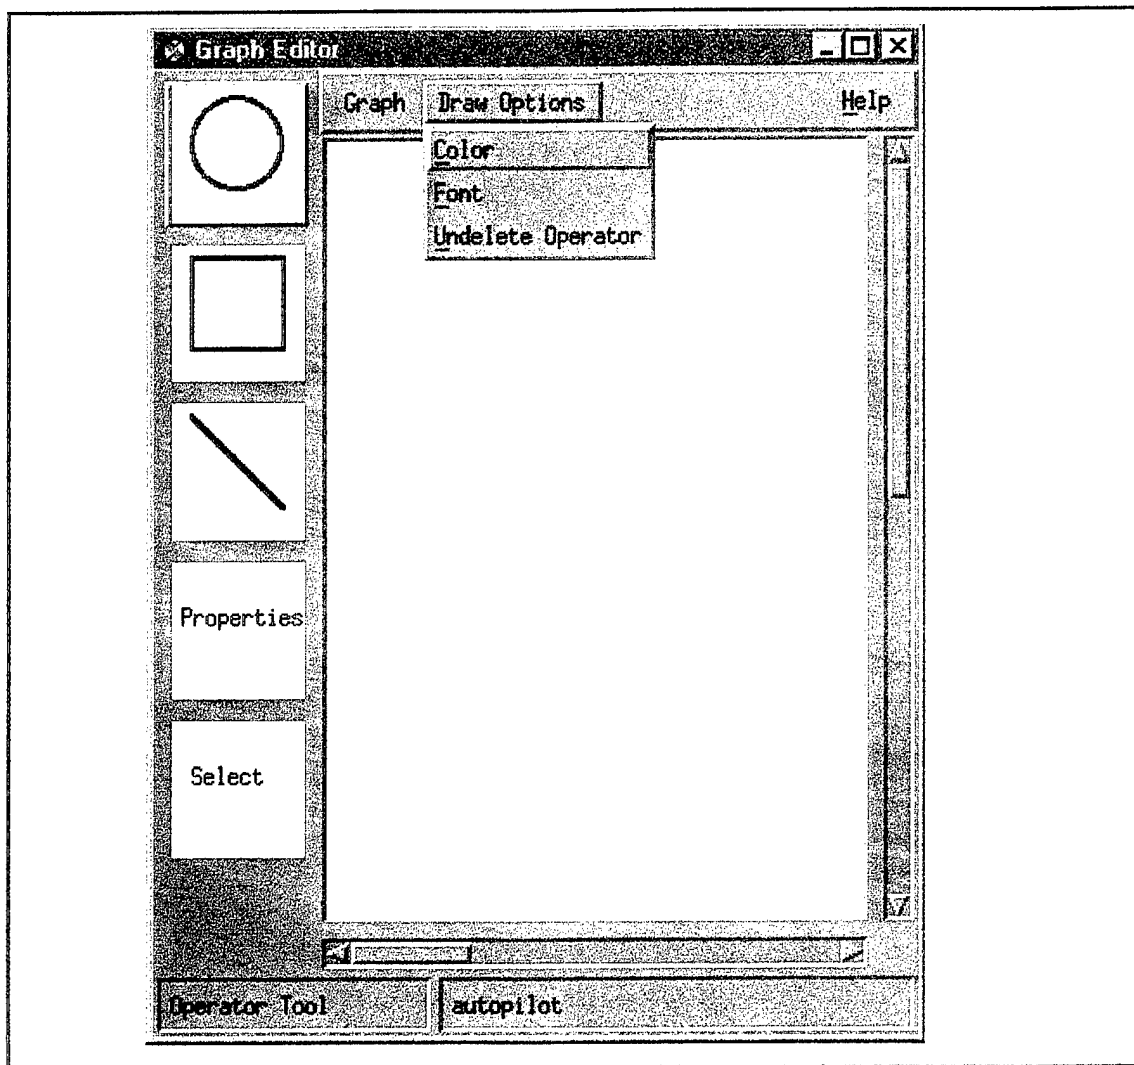 Graph Editor
Graph Draw Options Help
Color
Font
Undelete Operator
Properties
Select
Operator Tool autopilot